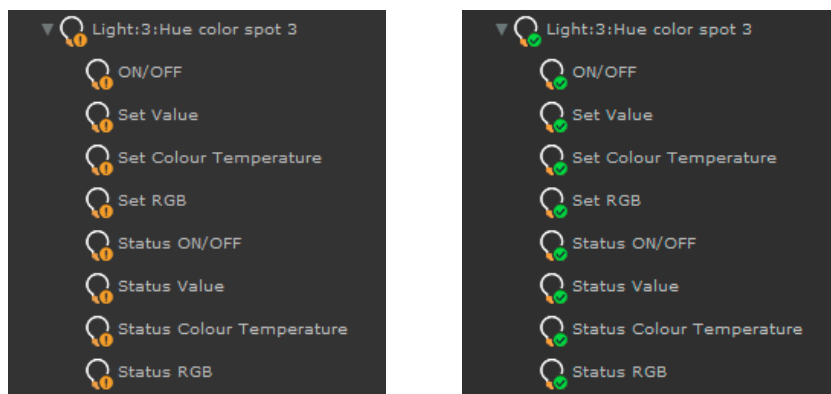 Light:3:Hue color spot 3
ON/OFF
Set Value
Set Colour Temperature
Set RGB
Status ON/OFF
Status Value
Status Colour Temperature
Status RGB
Light:3:Hue color spot 3
ON/OFF
Set Value
Set Colour Temperature
Set RGB
Status ON/OFF
Status Value
Status Colour Temperature
Status RGB